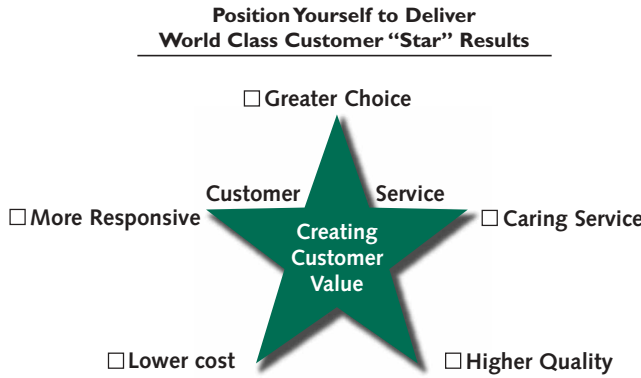 Position Yourself to Deliver
World Class Customer “Star” Results
☐ Greater Choice
Customer Service
☐ More Responsive
☐ Caring Service
Creating
Customer
Value
☐ Lower cost
☐ Higher Quality